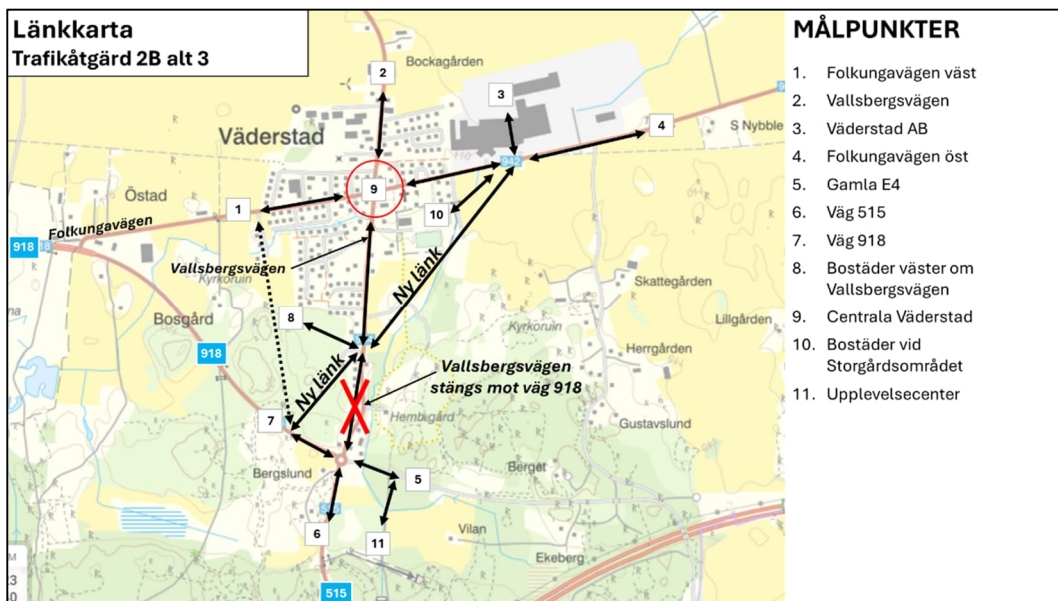 Länkkarta
Trafikåtgärd 2B alt 3
MÅLPUNKTER
1. Folkungavägen väst
2. Vallsbergsvägen
3. Väderstad AB
4. Folkungavägen öst
5. Gamla E4
6. Väg 515
7. Väg 918
8. Bostäder väster om
Vallsbergsvägen
9. Centrala Väderstad
10. Bostäder vid
Storgårdsområdet
11. Upplevelsecenter
2
Bockagården
3
4
S Nybble
Väderstad
942
9
Östad
1
10
Folkungavägen
918
Vallsbergsvägen
Kyrkoruin
Ny länk
Skattegården
Bosgård
8
Kyrkoruin
Lillgården
918
Herrgården
Ny länk
Vallsbergsvägen
stängs mot väg 918
7
Hembygård
Gustavslund
Bergslund
5
Berget
6
11
Vilan
Ekeberg
515